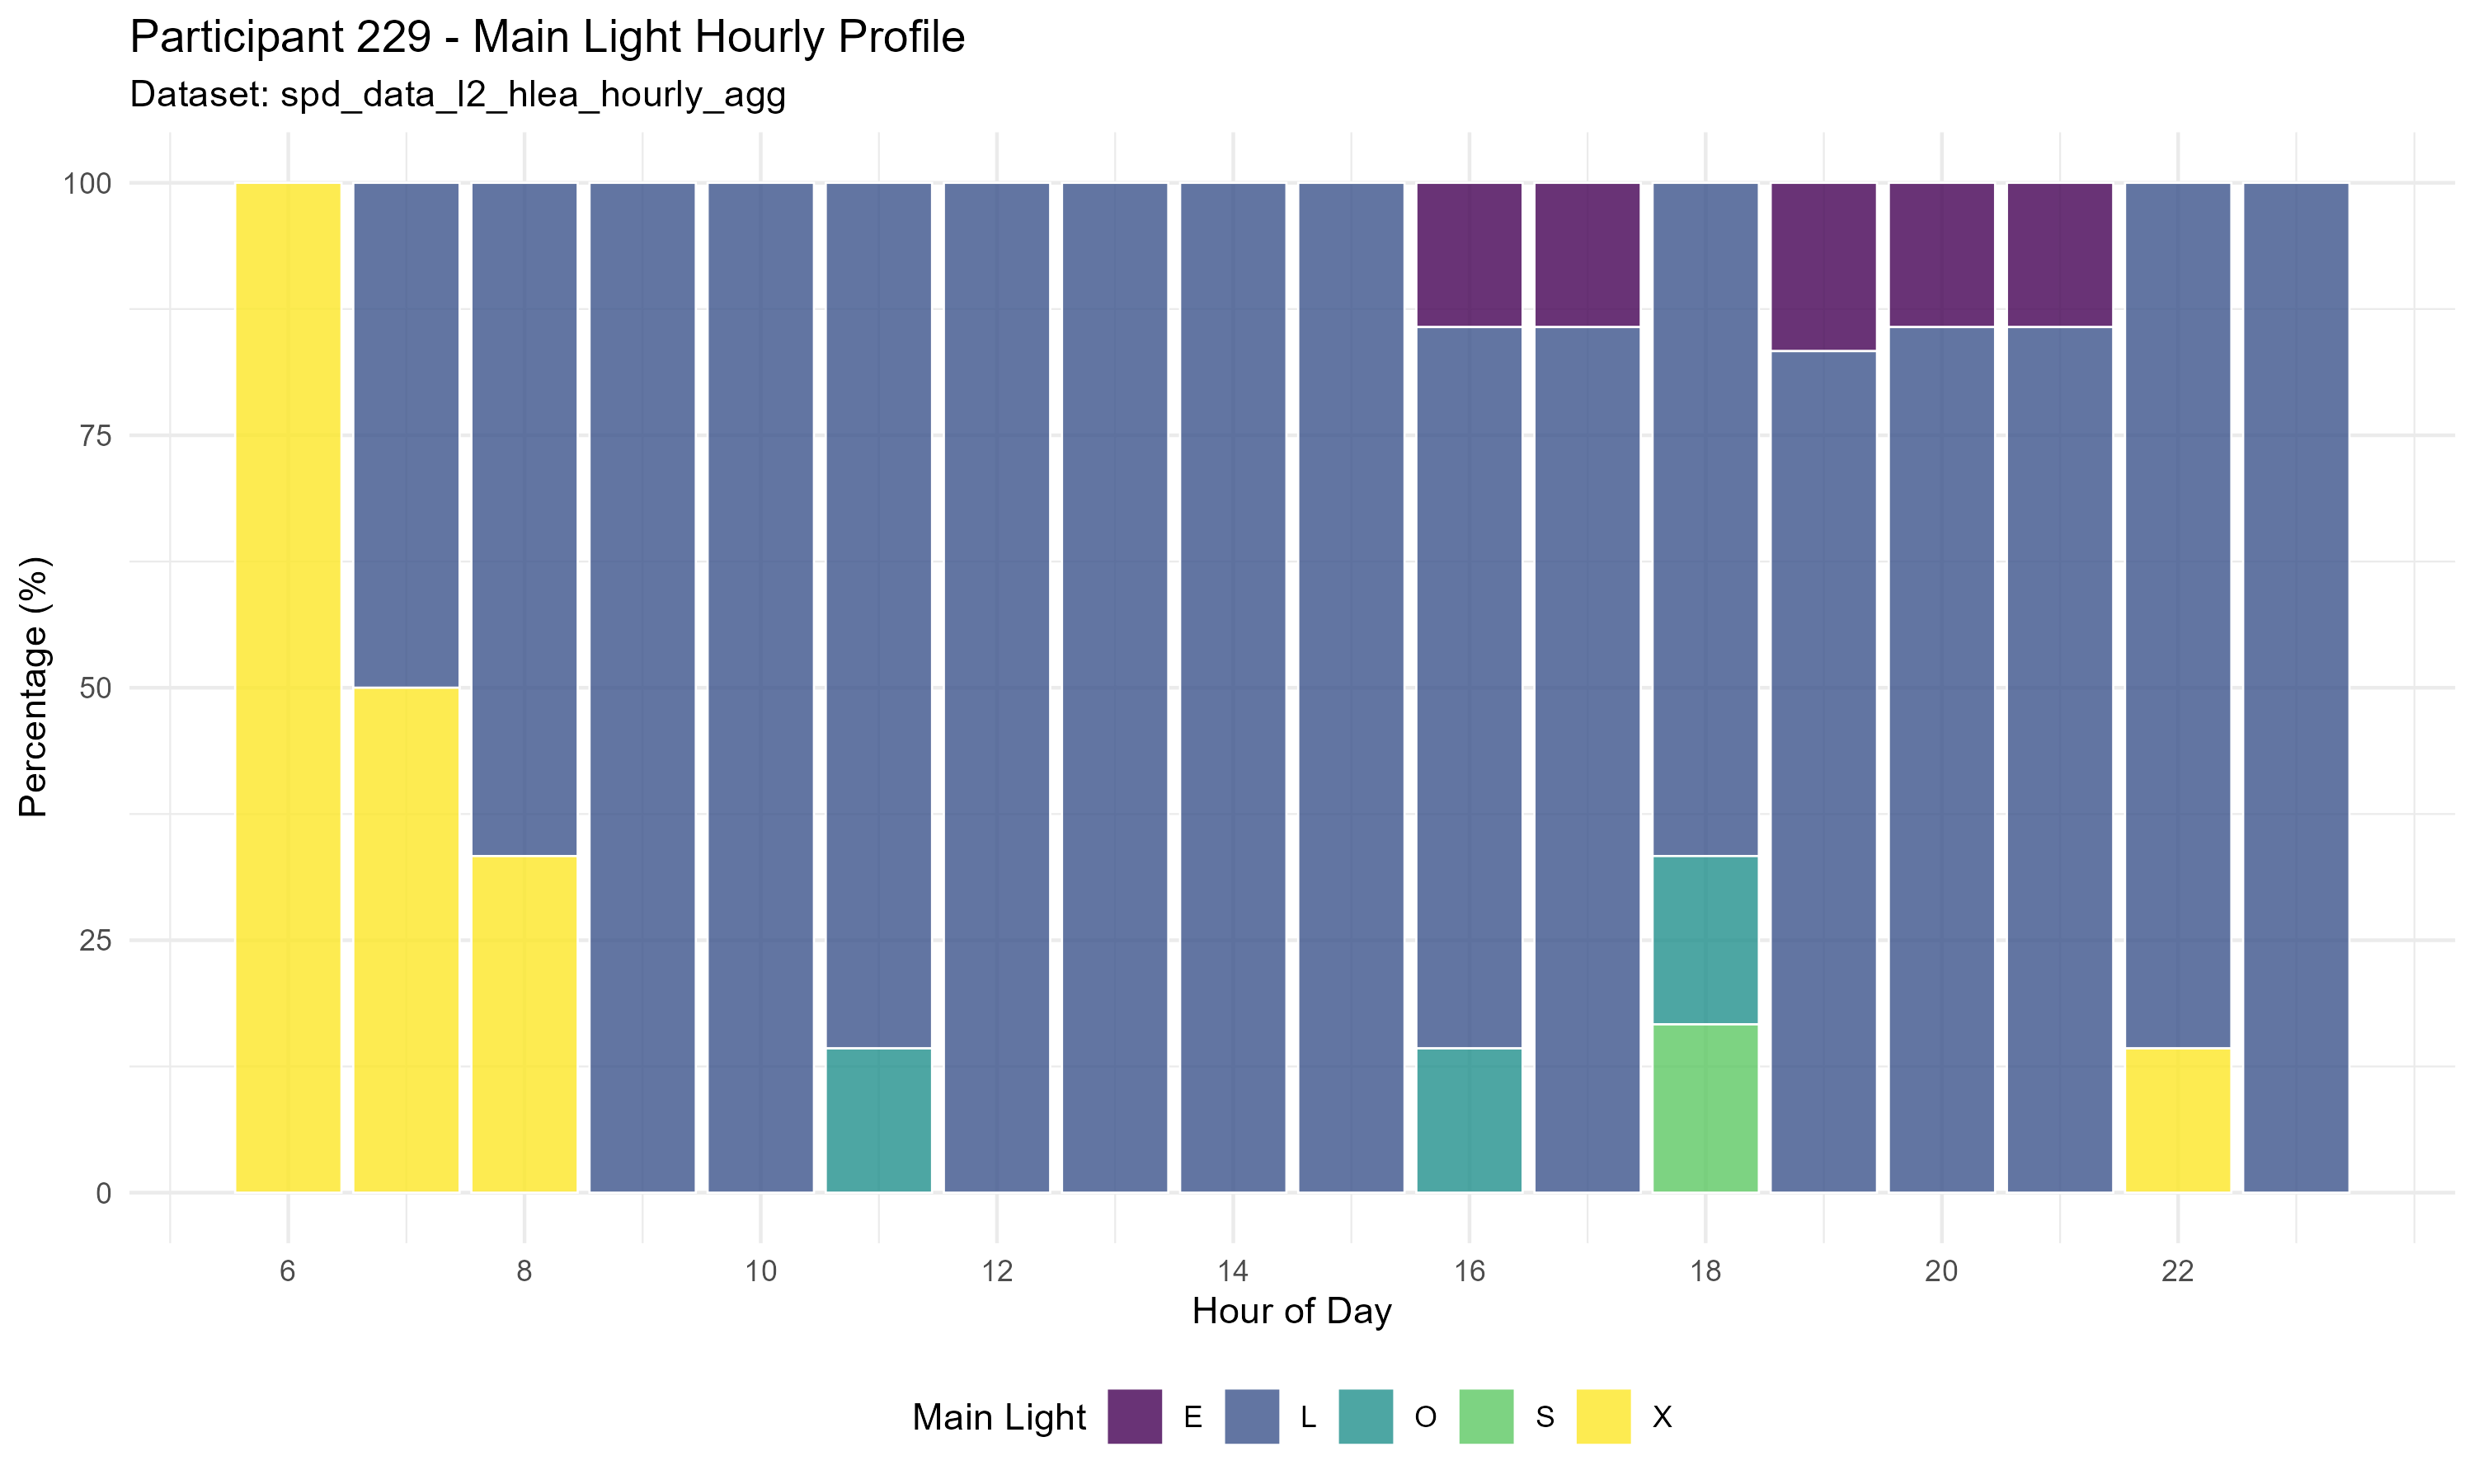 Participant 229 - Main Light Hourly Profile
Dataset: spd_data_l2_hlea_hourly_agg
100
75
50
25
0
Percentage (%)
6 8 10 12 14 16 18 20 22
Hour of Day
Main Light E L O S X